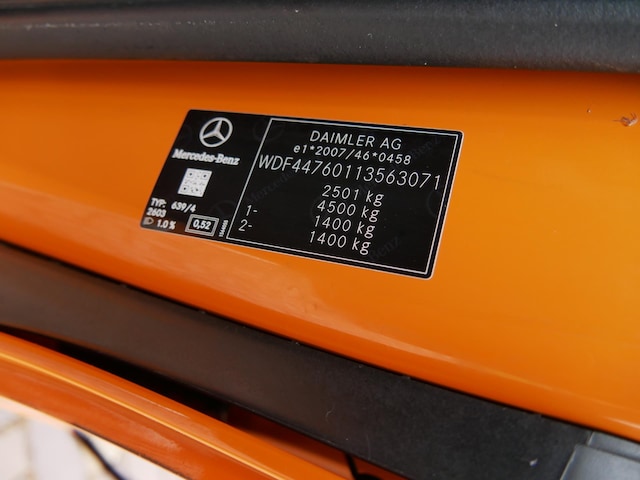 Mercedes-Benz
TYP: 639/4
2603
1.0 %
0,52
DAIMLER AG
e1*2007/46*0458
WDF44760113563071
2501 kg
4500 kg
1- 1400 kg
2- 1400 kg